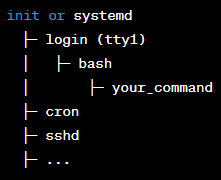 init or systemd
├─ login (tty1)
│  ├─ bash
│      ├─ your_command
├─ cron
├─ sshd
├─ ...